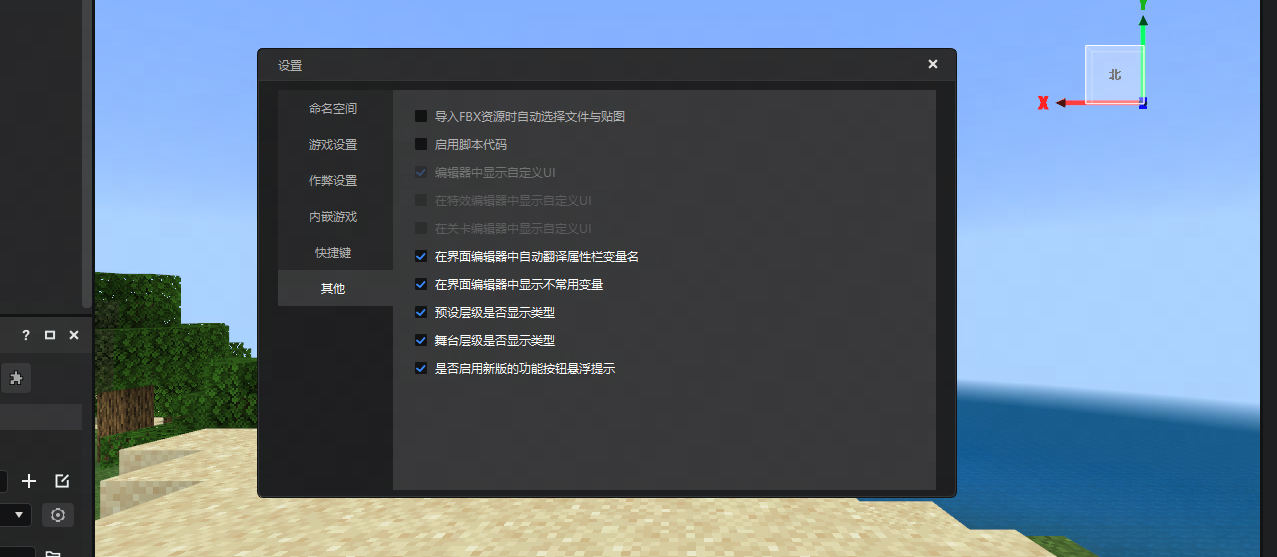 Y
设置
北
X
命名空间
导入FBX资源时自动选择文件与贴图
游戏设置
启用脚本代码
作弊设置
编辑器中显示自定义UI
在特效编辑器中显示自定义UI
内嵌游戏
在关卡编辑器中显示自定义UI
快捷键
在界面编辑器中自动翻译属性栏变量名
其他
在界面编辑器中显示不常用变量
预设层级是否显示类型
?
舞台层级是否显示类型
是否启用新版的功能按钮悬浮提示